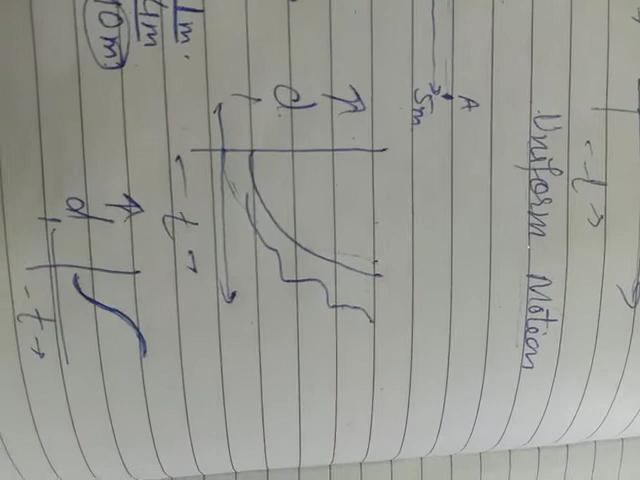 - t →
Uniform Motion
A
5m
↑
d
- t →
1m.
4m
10m
↑
d
- t →